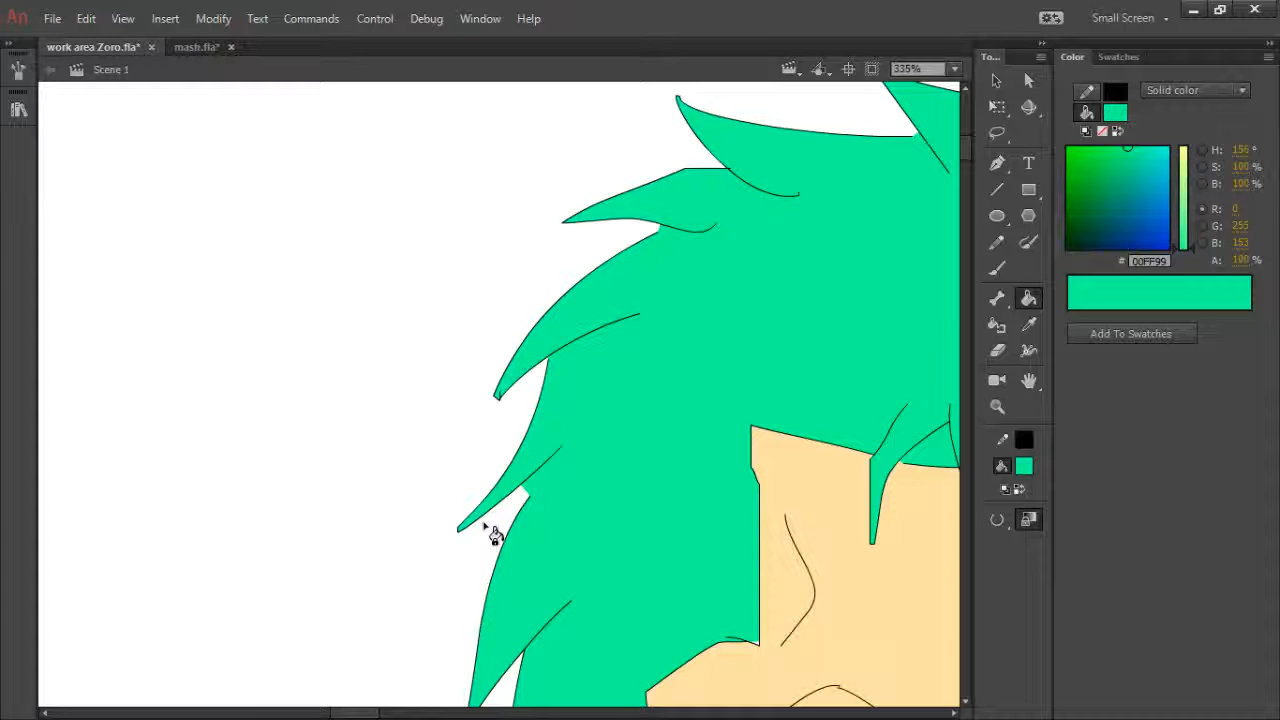 An File Edit View Insert Modify Text Commands Control Debug Window Help Small Screen
work area Zoro.fla* × mash.fla* ×
Scene 1 335%
To...
Color Swatches
Solid color
H: 156 °
S: 100 %
B: 100 %
R: 0
G: 255
B: 153
# 00FF99 A: 100 %
Add To Swatches
T